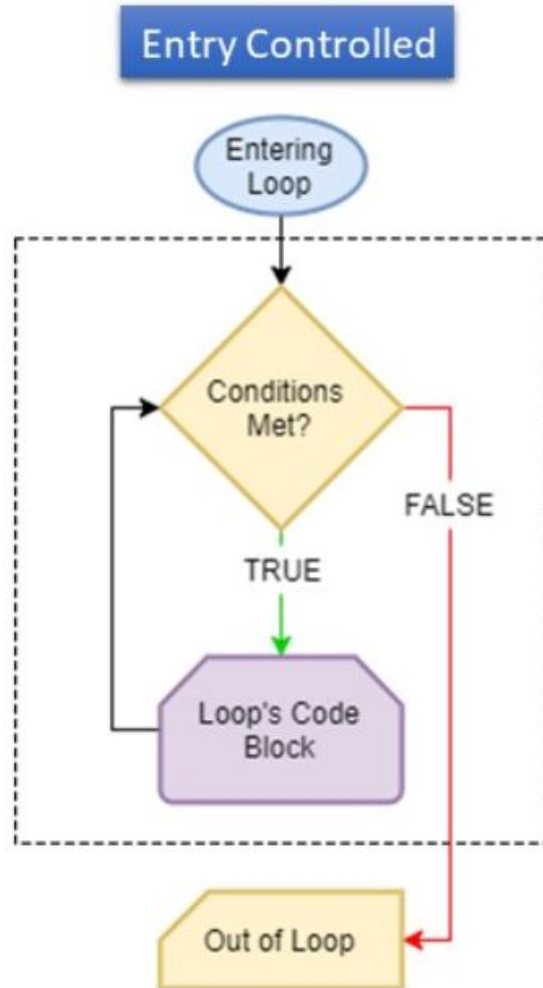 Entry Controlled
Entering
Loop
Conditions
Met?
FALSE
TRUE
Loop's Code
Block
Out of Loop